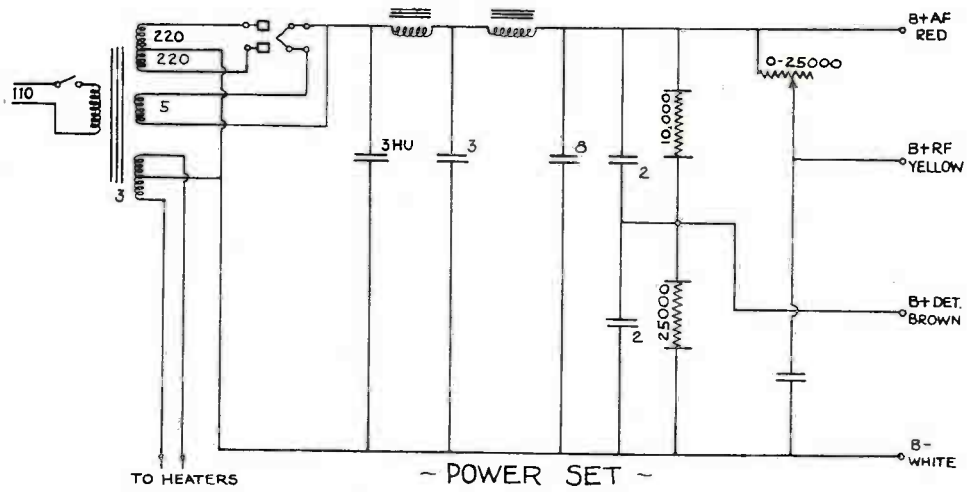 220
220
110
5
3
3HU
3
8
2
2
10,000
25000
0-25000
B+AF
RED
B+RF
YELLOW
B+DET.
BROWN
B-
WHITE
TO HEATERS
~ POWER SET ~